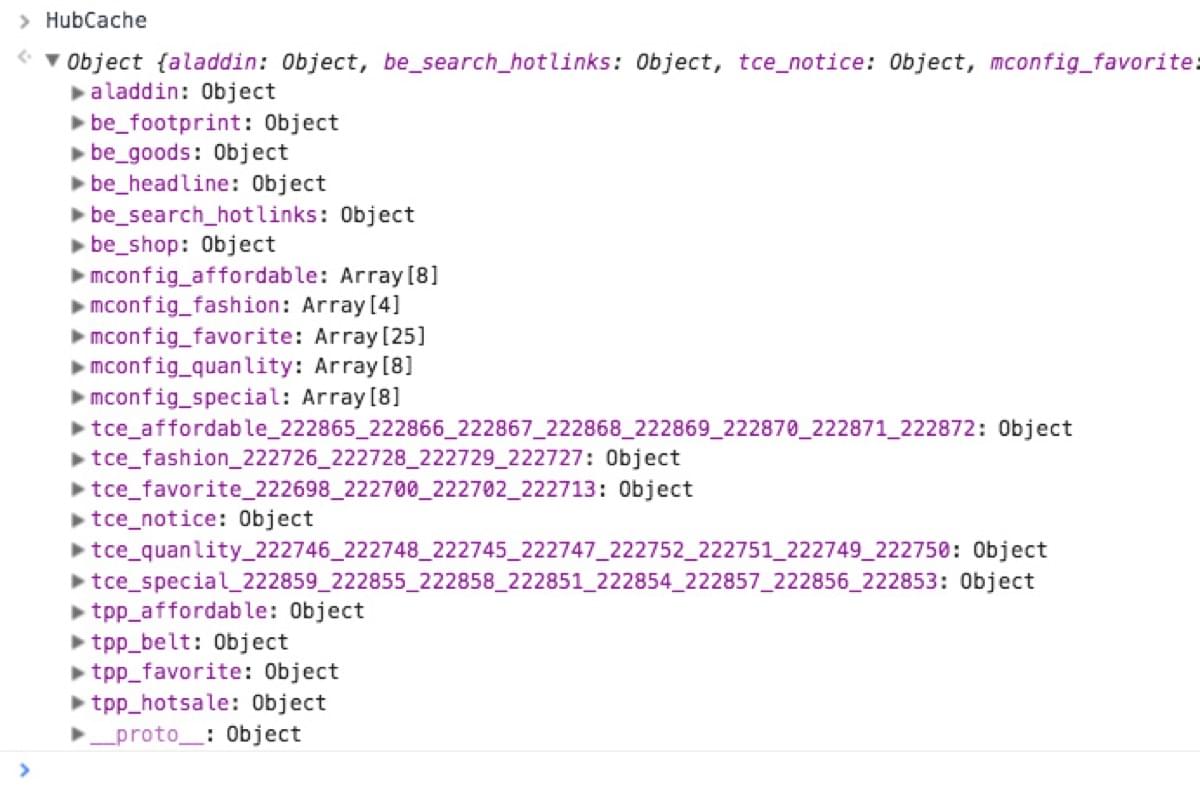 HubCache
Object {aladdin: Object, be_search_hotlinks: Object, tce_notice: Object, mconfig_favorite:
aladdin: Object
be_footprint: Object
be_goods: Object
be_headline: Object
be_search_hotlinks: Object
be_shop: Object
mconfig_affordable: Array[8]
mconfig_fashion: Array[4]
mconfig_favorite: Array[25]
mconfig_quanlity: Array[8]
mconfig_special: Array[8]
tce_affordable_222865_222866_222867_222868_222869_222870_222871_222872: Object
tce_fashion_222726_222728_222729_222727: Object
tce_favorite_222698_222700_222702_222713: Object
tce_notice: Object
tce_quanlity_222746_222748_222745_222747_222752_222751_222749_222750: Object
tce_special_222859_222855_222858_222851_222854_222857_222856_222853: Object
tpp_affordable: Object
tpp_belt: Object
tpp_favorite: Object
tpp_hotsale: Object
__proto__: Object